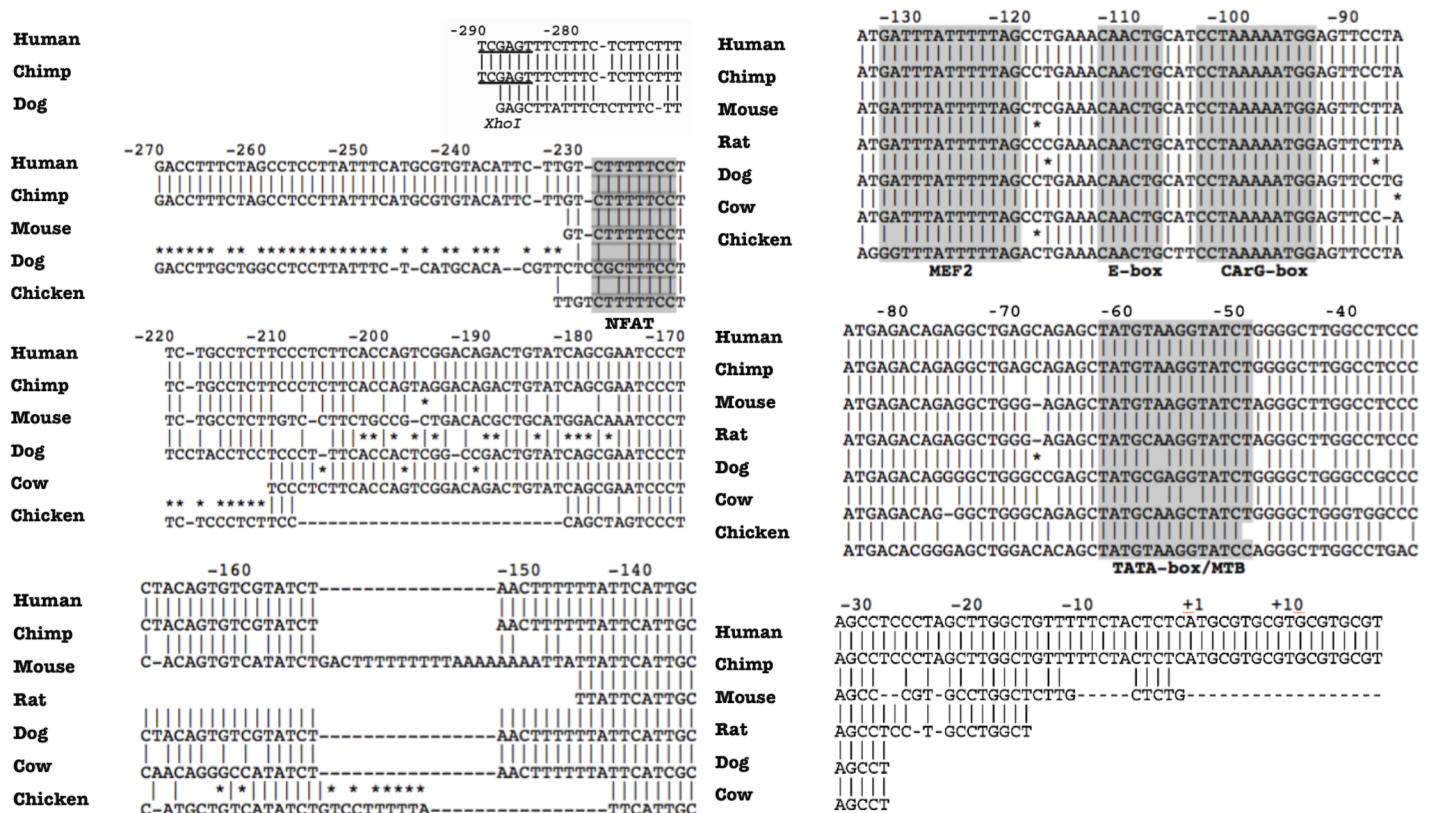 -290 -280
Human TCGAGTTTCTTTC-TCTTCTTT
Chimp TCGAGTTTCTTTC-TCTTCTTT
Dog GAGCTTATTTCTCTTTC-TT
XhoI
-270 -260 -250 -240 -230
Human GACCTTTCTAGCCTCCTTATTTCATGCGTGTACATTC-TTGT-CTTTTTCCT
Chimp GACCTTTCTAGCCTCCTTATTTCATGCGTGTACATTC-TTGT-CTTTTTCCT
Mouse GT-CTTTTTCCT
Dog GACCTTGCTGGCCTCCTTATTTC-T-CATGCACA--CGTTCTCCGCTTTCCT
Chicken TTGTCTTTTTCCT
NFAT
-220 -210 -200 -190 -180 -170
Human TC-TGCCTCTTCCCTCTTCACCAGTCGGACAGACTGTATCAGCGAATCCCT
Chimp TC-TGCCTCTTCCCTCTTCACCAGTAGGACAGACTGTATCAGCGAATCCCT
Mouse TC-TGCCTCTTGTC-CTTCTGCCG-CTGACACGCTGCATGGACAAATCCCT
Dog TCCTACCTCCTCCCT-TTCACCACTCGG-CCGACTGTATCAGCGAATCCCT
Cow TCCCTCTTCACCAGTCGGACAGACTGTATCAGCGAATCCCT
Chicken TC-TCCCTCTTCC--------------------------CAGCTAGTCCCT
-160 -150 -140
Human CTACAGTGTCGTATCT----------------AACTTTTTTATTCATTGC
Chimp CTACAGTGTCGTATCT AACTTTTTTATTCATTGC
Mouse C-ACAGTGTCATATCTGACTTTTTTTTTTAAAAAAAATTATTATTCATTGC
Rat TTATTCATTGC
Dog CTACAGTGTCGTATCT----------------AACTTTTTTATTCATTGC
Cow CAACAGGGCCATATCT----------------AACTTTTTTATTCATCGC
Chicken C-ATGCTGTCATATCTGTCCTTTTTA----------------TTCATTGC
-130 -120 -110 -100 -90
Human ATGATTTATTTTTAGCCTGAAACAACTGCATCCTAAAAATGGAGTTCCTA
Chimp ATGATTTATTTTTAGCCTGAAACAACTGCATCCTAAAAATGGAGTTCCTA
Mouse ATGATTTATTTTTAGCTCGAAACAACTGCATCCTAAAAATGGAGTTCTTA
Rat ATGATTTATTTTTAGCCCGAAACAACTGCATCCTAAAAATGGAGTTCTTA
Dog ATGATTTATTTTTAGCCTGAAACAACTGCATCCTAAAAATGGAGTTCCTG
Cow ATGATTTATTTTTAGCCTGAAACAACTGCATCCTAAAAATGGAGTTCC-A
Chicken AGGGTTTATTTTTAGACTGAAACAACTGCTTCCTAAAAATGGAGTTCCTA
MEF2 E-box CArG-box
-80 -70 -60 -50 -40
Human ATGAGACAGAGGCTGAGCAGAGCTATGTAAGGTATCTGGGGCTTGGCCTCCC
Chimp ATGAGACAGAGGCTGAGCAGAGCTATGTAAGGTATCTGGGGCTTGGCCTCCC
Mouse ATGAGACAGAGGCTGGG-AGAGCTATGTAAGGTATCTAGGGCTTGGCCTCCC
Rat ATGAGACAGAGGCTGGG-AGAGCTATGCAAGGTATCTAGGGCTTGGCCTCCC
Dog ATGAGACAGGGGCTGGGCCGAGCTATGCGAGGTATCTGGGGCTGGGCCGCCC
Cow ATGAGACAG-GGCTGGGCAGAGCTATGCAAGCTATCTGGGGCTGGGTGGCCC
Chicken ATGACACGGGAGCTGGACACAGCTATGTAAGGTATCCAGGGCTTGGCCTGAC
TATA-box/MTB
-30 -20 -10 +1 +10
Human AGCCTCCCTAGCTTGGCTGTTTTTCTACTCTCATGCGTGCGTGCGTGCGT
Chimp AGCCTCCCTAGCTTGGCTGTTTTTCTACTCTCATGCGTGCGTGCGTGCGT
Mouse AGCC--CGT-GCCTGGCTCTTG-----CTCTG------------------
Rat AGCCTCC-T-GCCTGGCT
Dog AGCCT
Cow AGCCT